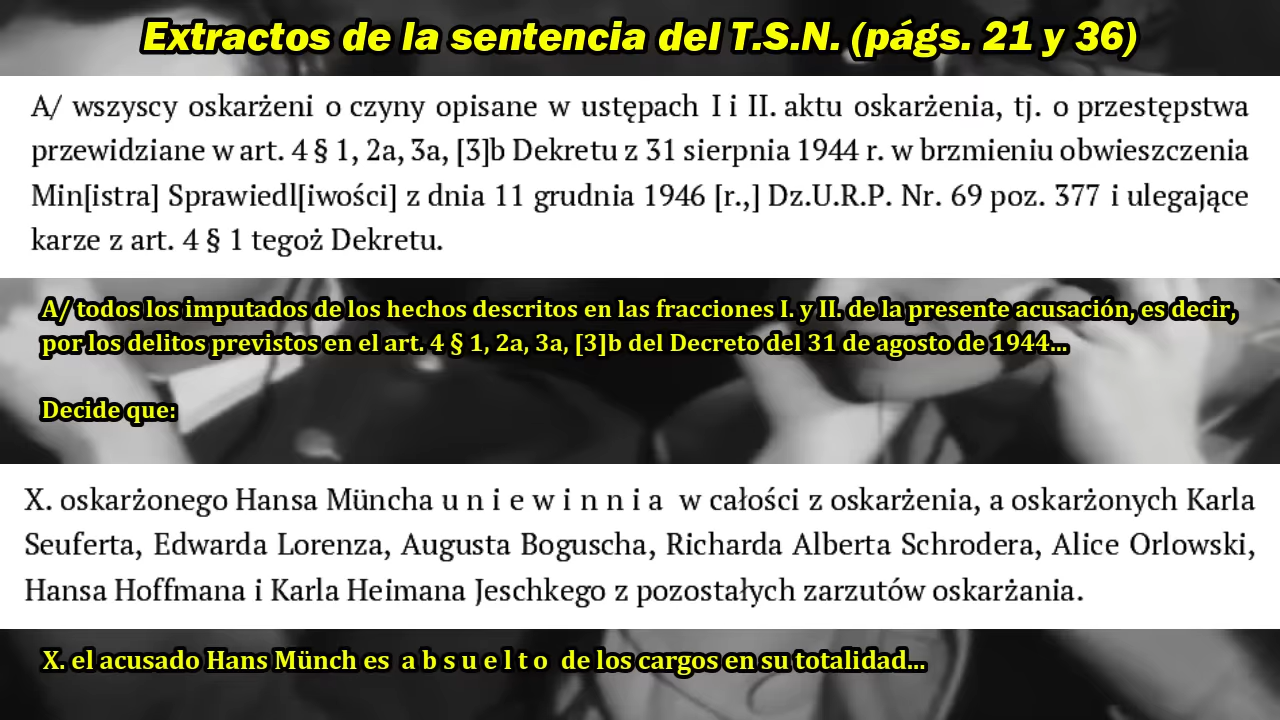 Extractos de la sentencia del T.S.N. (págs. 21 y 36)
A/ wszyscy oskarżeni o czyny opisane w ustępach I i II. aktu oskarżenia, tj. o przestępstwa
przewidziane w art. 4 § 1, 2a, 3a, [3]b Dekretu z 31 sierpnia 1944 r. w brzmieniu obwieszczenia
Min[istra] Sprawiedl[iwości] z dnia 11 grudnia 1946 [r.,] Dz.U.R.P. Nr. 69 poz. 377 i ulegające
karze z art. 4 § 1 tegoż Dekretu.
A/ todos los imputados de los hechos descritos en las fracciones I. y II. de la presente acusación, es decir,
por los delitos previstos en el art. 4 § 1, 2a, 3a, [3]b del Decreto del 31 de agosto de 1944...
Decide que:
X. oskarżonego Hansa Müncha u n i e w i n n i a w całości z oskarżenia, a oskarżonych Karla
Seuferta, Edwarda Lorenza, Augusta Boguscha, Richarda Alberta Schrodera, Alice Orlowski,
Hansa Hoffmana i Karla Heimana Jeschkego z pozostałych zarzutów oskarżania.
X. el acusado Hans Münch es a b s u e l t o de los cargos en su totalidad...